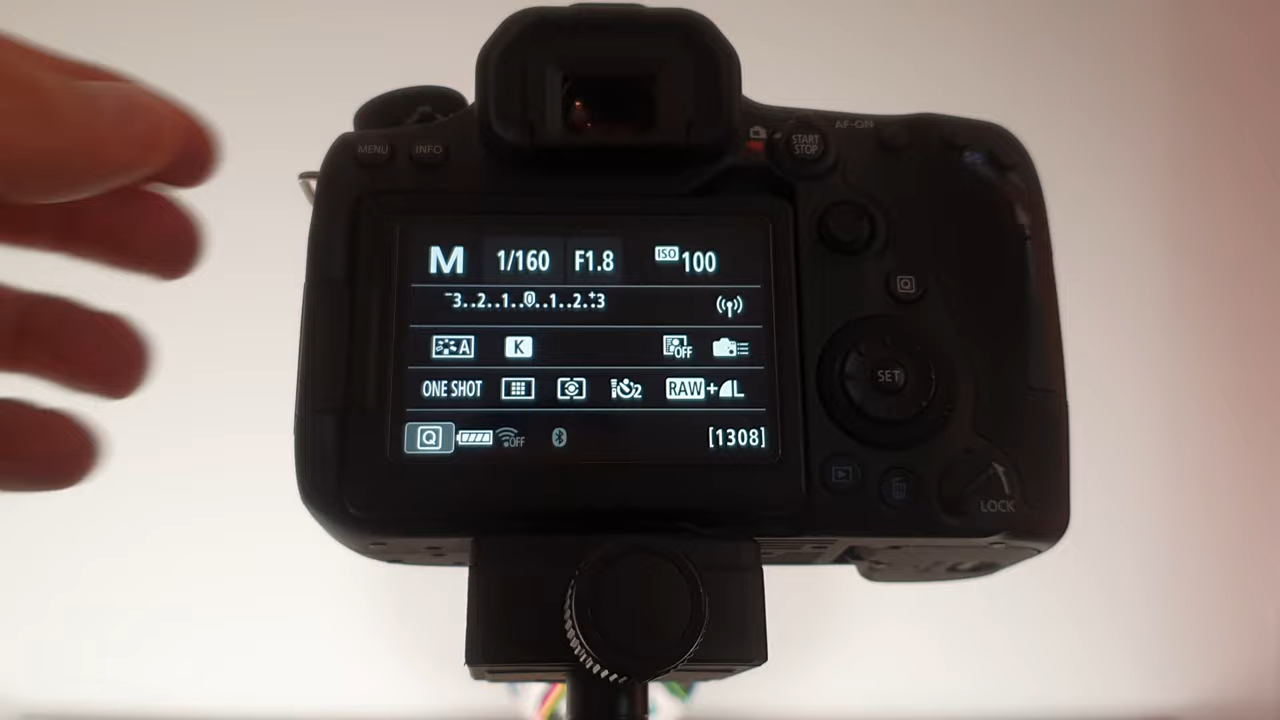 AF-ON
MENU INFO
START
STOP
M 1/160 F1.8 ISO 100
-3..2..1..0..1..2..+3
A K OFF
ONE SHOT 2 RAW+L
Q OFF [1308]
Q
SET
LOCK